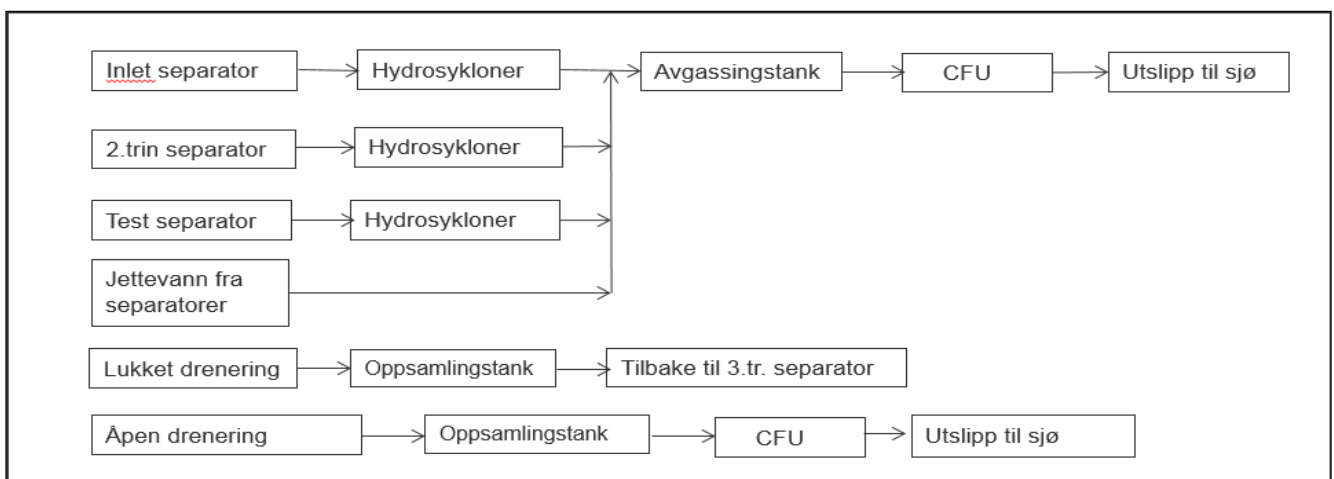 Inlet separator
Hydrosykloner
Avgassingstank
CFU
Utslipp til sjø
2.trin separator
Hydrosykloner
Test separator
Hydrosykloner
Jettevann fra
separatorer
Lukket drenering
Oppsamlingstank
Tilbake til 3.tr. separator
Åpen drenering
Oppsamlingstank
CFU
Utslipp til sjø